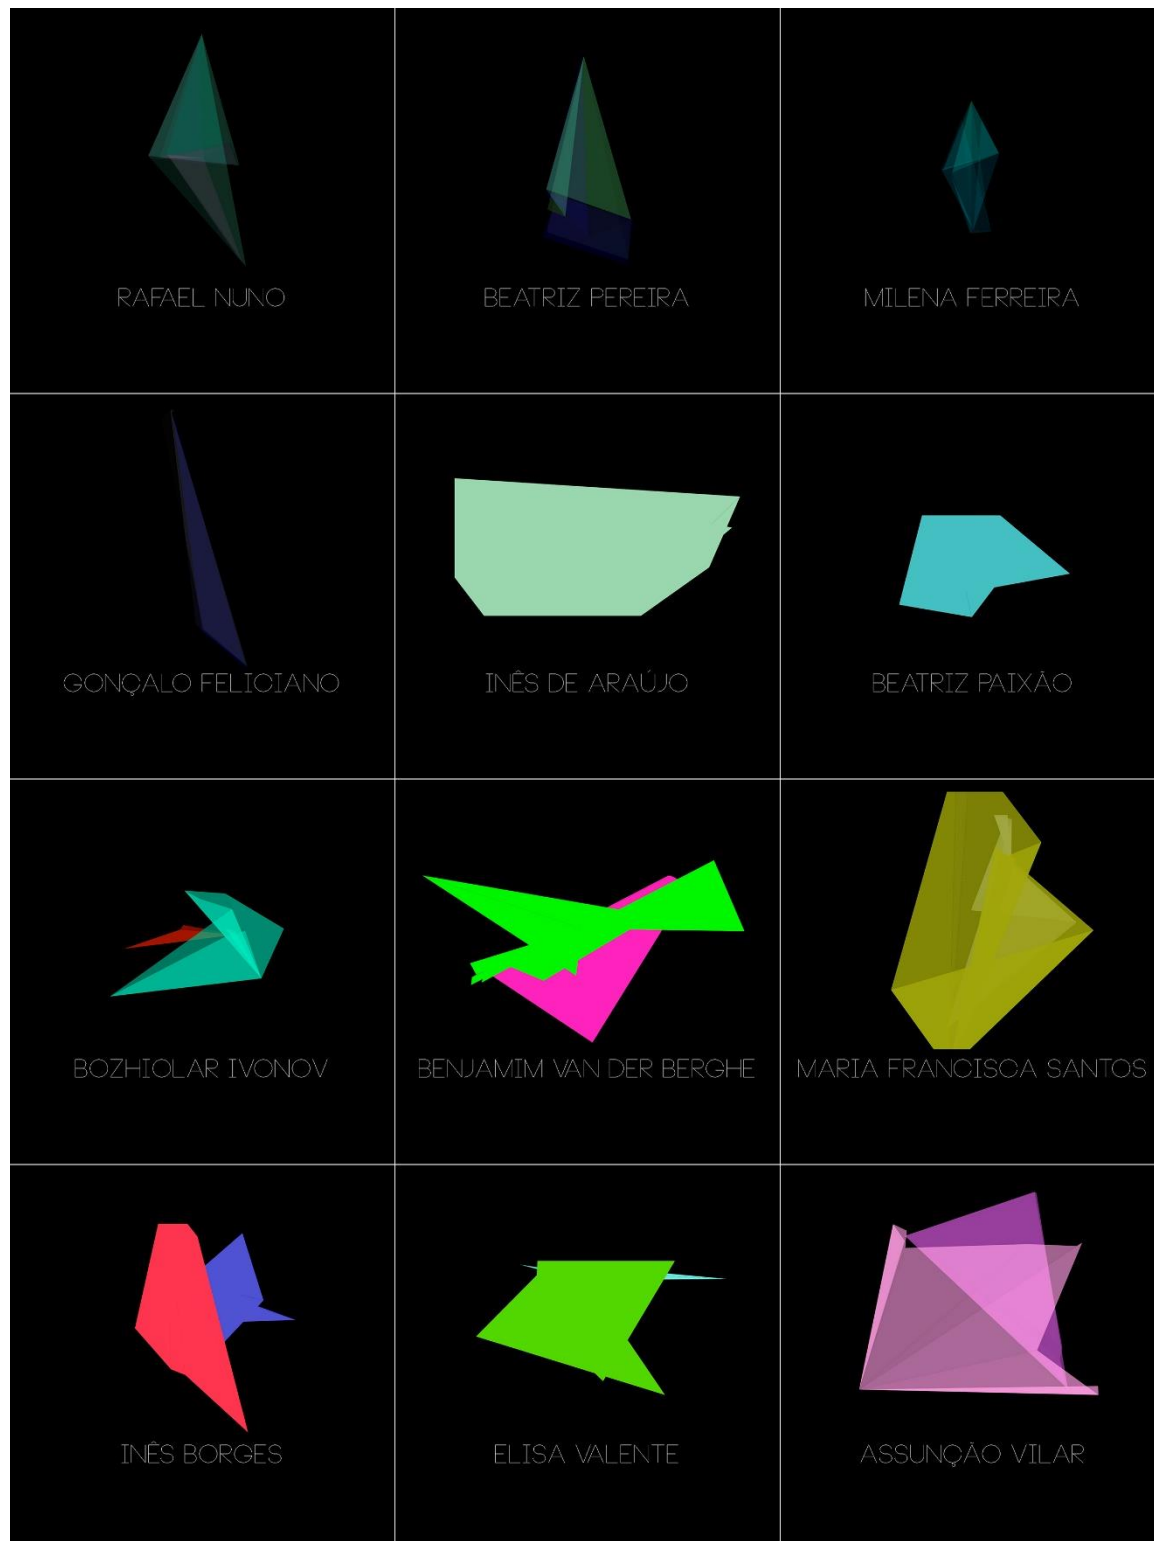 RAFAEL NUNO
BEATRIZ PEREIRA
MILENA FERREIRA
GONÇALO FELICIANO
INÊS DE ARAÚJO
BEATRIZ PAIXÃO
BOZHIOLAR IVONOV
BENJAMIM VAN DER BERGHE
MARIA FRANCISCA SANTOS
INÊS BORGES
ELISA VALENTE
ASSUNÇÃO VILAR